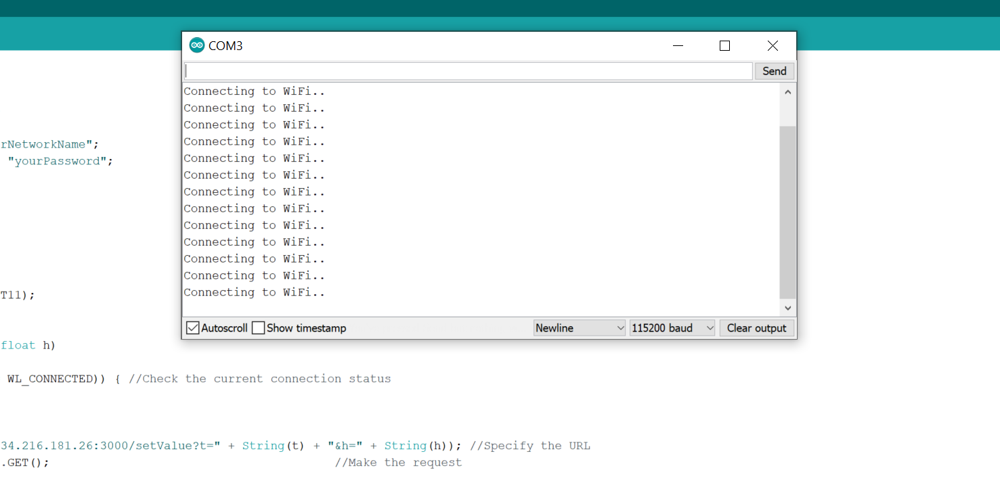 COM3
Send
Connecting to WiFi..
Connecting to WiFi..
Connecting to WiFi..
Connecting to WiFi..
Connecting to WiFi..
Connecting to WiFi..
Connecting to WiFi..
Connecting to WiFi..
Connecting to WiFi..
Connecting to WiFi..
Connecting to WiFi..
Connecting to WiFi..
Connecting to WiFi..
Autoscroll Show timestamp Newline 115200 baud Clear output
rNetworkName";
"yourPassword";
T11);
float h)
WL_CONNECTED)) { //Check the current connection status
34.216.181.26:3000/setValue?t=" + String(t) + "&h=" + String(h)); //Specify the URL
.GET(); //Make the request